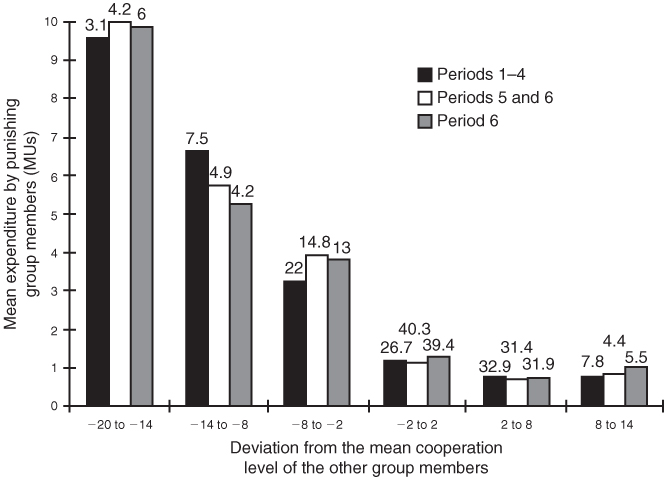 10
9
8
7
6
5
4
3
2
1
0
Mean expenditure by punishing
group members (MUs)
3.1 4.2 6
7.5 4.9 4.2
22 14.8 13
26.7 40.3 39.4
32.9 31.4 31.9
7.8 4.4 5.5
Periods 1–4
Periods 5 and 6
Period 6
−20 to −14 −14 to −8 −8 to −2 −2 to 2 2 to 8 8 to 14
Deviation from the mean cooperation
level of the other group members